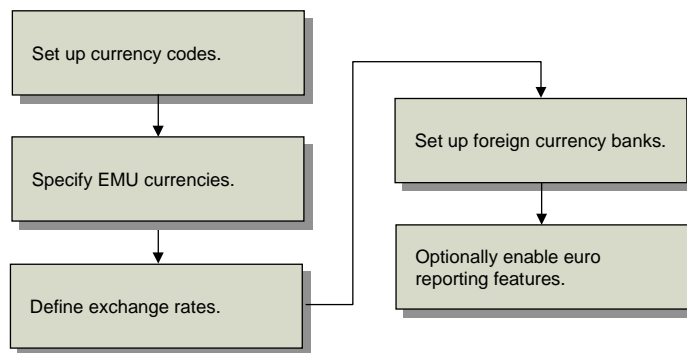 Set up currency codes.
Specify EMU currencies.
Define exchange rates.
Set up foreign currency banks.
Optionally enable euro
reporting features.